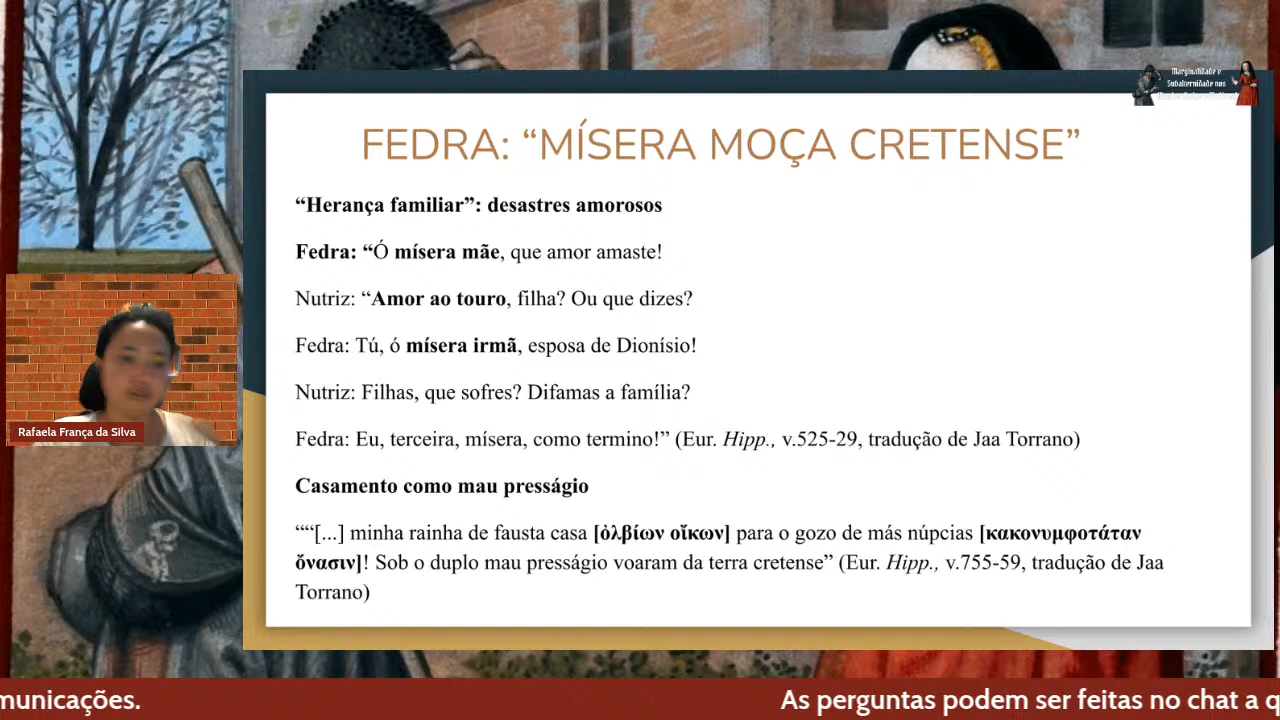 Marginalidade e
Subalternidade nos
FEDRA: “MÍSERA MOÇA CRETENSE”
“Herança familiar”: desastres amorosos
Fedra: “Ó mísera mãe, que amor amaste!
Nutriz: “Amor ao touro, filha? Ou que dizes?
Fedra: Tú, ó mísera irmã, esposa de Dionísio!
Nutriz: Filhas, que sofres? Difamas a família?
Fedra: Eu, terceira, mísera, como termino!” (Eur. Hipp., v.525-29, tradução de Jaa Torrano)
Casamento como mau presságio
““[...] minha rainha de fausta casa [ὀλβίων οἴκων] para o gozo de más núpcias [κακονυμφοτάταν
ὄνασιν]! Sob o duplo mau presságio voaram da terra cretense” (Eur. Hipp., v.755-59, tradução de Jaa
Torrano)
Rafaela França da Silva
municações.
As perguntas podem ser feitas no chat a q